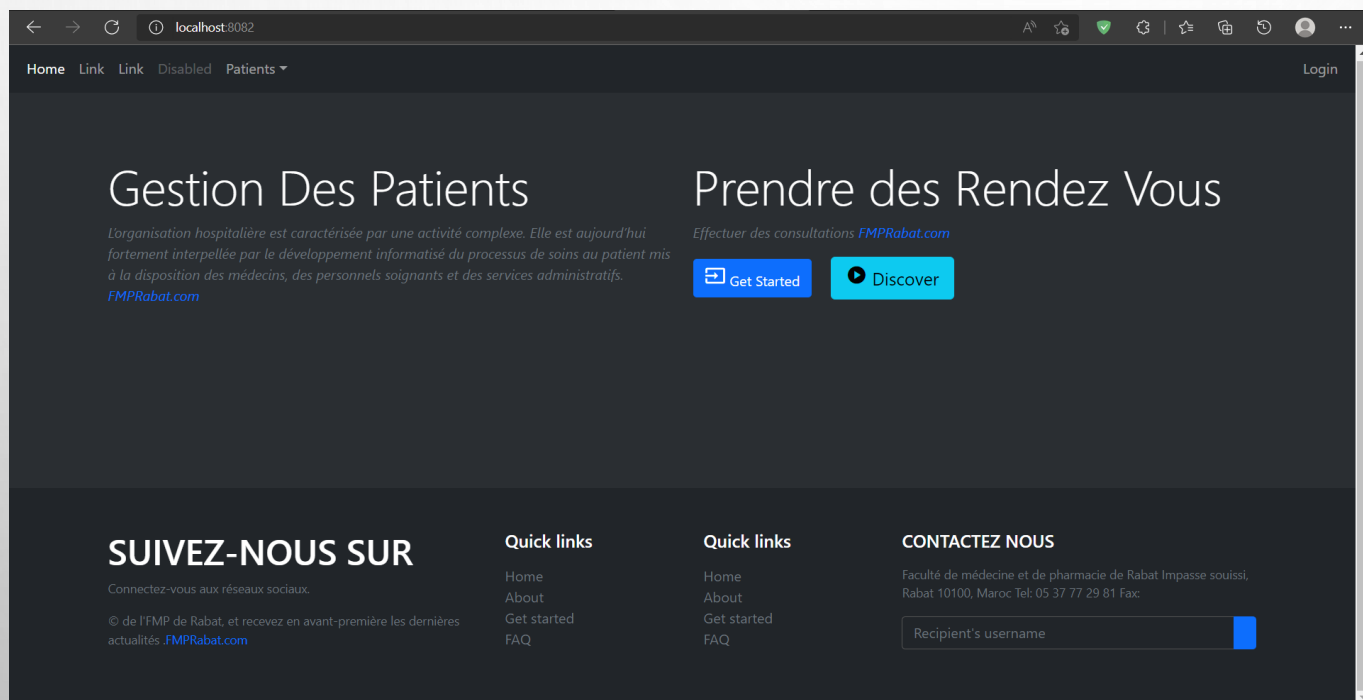 localhost:8082
Home Link Link Disabled Patients Login
Gestion Des Patients
L'organisation hospitalière est caractérisée par une activité complexe. Elle est aujourd'hui
fortement interpellée par le développement informatisé du processus de soins au patient mis
à la disposition des médecins, des personnels soignants et des services administratifs.
FMPRabat.com
Prendre des Rendez Vous
Effectuer des consultations FMPRabat.com
Get Started Discover
SUIVEZ-NOUS SUR
Connectez-vous aux réseaux sociaux.
© de l'FMP de Rabat, et recevez en avant-première les dernières
actualités .FMPRabat.com
Quick links
Home
About
Get started
FAQ
Quick links
Home
About
Get started
FAQ
CONTACTEZ NOUS
Faculté de médecine et de pharmacie de Rabat Impasse souissi,
Rabat 10100, Maroc Tel: 05 37 77 29 81 Fax:
Recipient's username